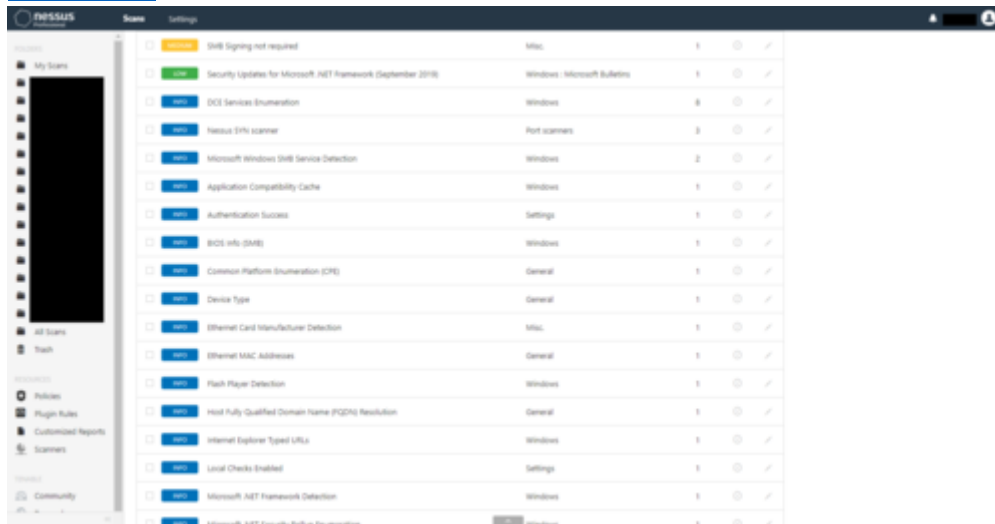 nessus
Professional
Scans
Settings
FOLDERS
My Scans
All Scans
Trash
RESOURCES
Policies
Plugin Rules
Customized Reports
Scanners
TENABLE
Community
MEDIUM SMB Signing not required Misc. 1
LOW Security Updates for Microsoft .NET Framework (September 2019) Windows : Microsoft Bulletins 1
INFO DCE Services Enumeration Windows 8
INFO Nessus SYN scanner Port scanners 3
INFO Microsoft Windows SMB Service Detection Windows 2
INFO Application Compatibility Cache Windows 1
INFO Authentication Success Settings 1
INFO BIOS Info (SMB) Windows 1
INFO Common Platform Enumeration (CPE) General 1
INFO Device Type General 1
INFO Ethernet Card Manufacturer Detection Misc. 1
INFO Ethernet MAC Addresses General 1
INFO Flash Player Detection Windows 1
INFO Host Fully Qualified Domain Name (FQDN) Resolution General 1
INFO Internet Explorer Typed URLs Windows 1
INFO Local Checks Enabled Settings 1
INFO Microsoft .NET Framework Detection Windows 1